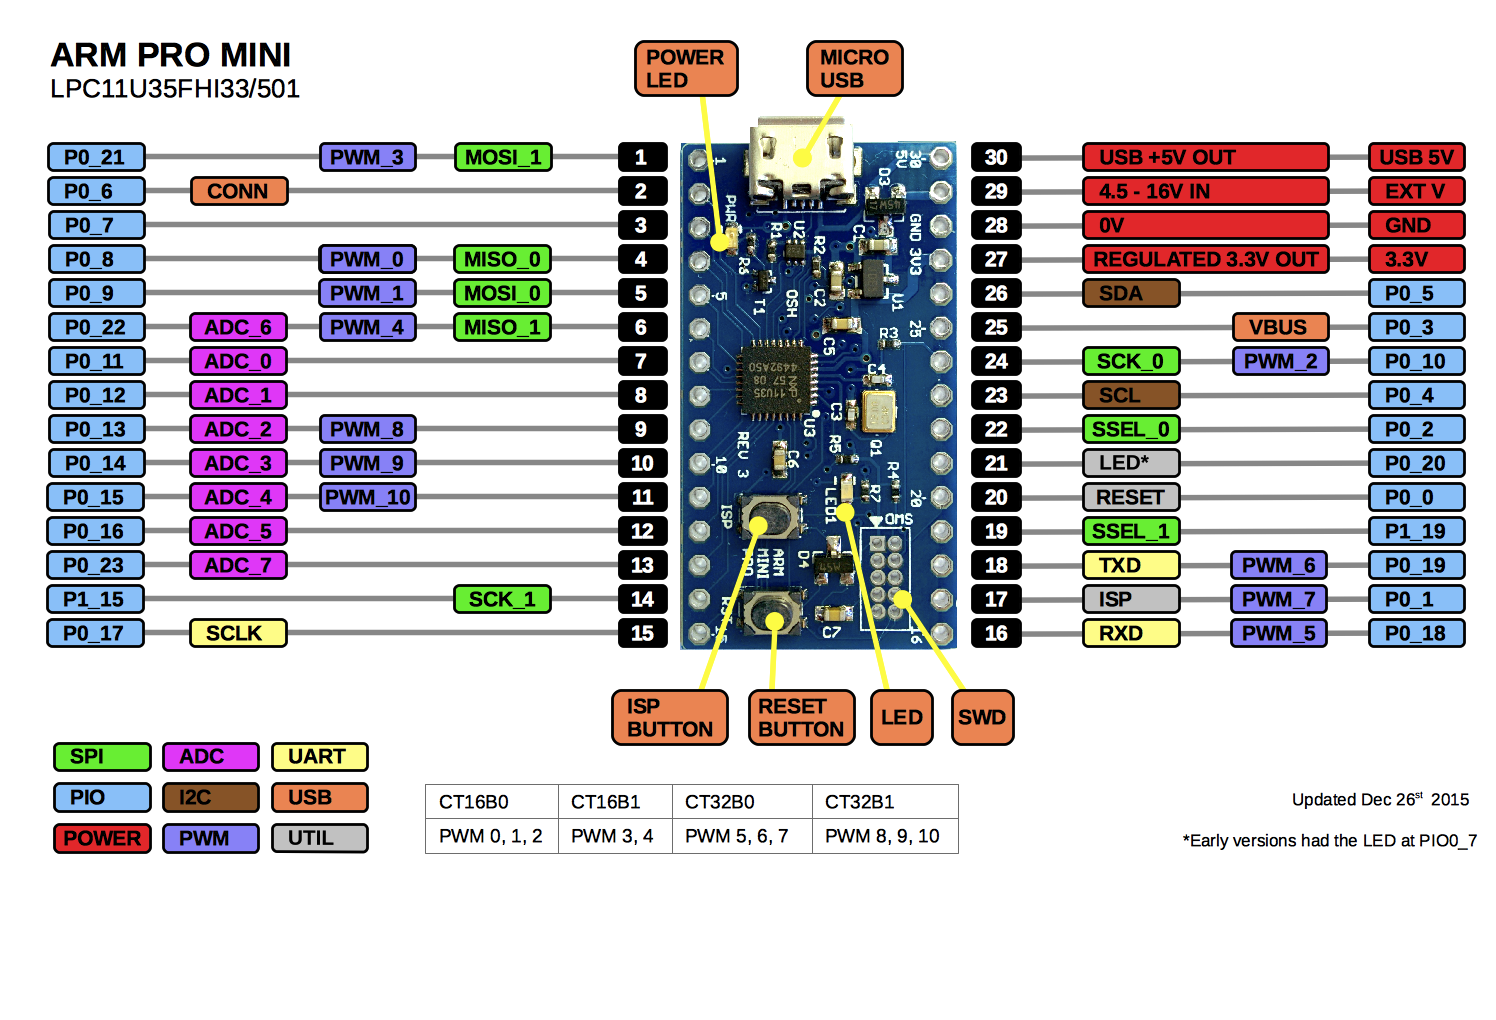 ARM PRO MINI
LPC11U35FHI33/501
POWER
LED
MICRO
USB
P0_21 PWM_3 MOSI_1 1
P0_6 CONN 2
P0_7 3
P0_8 PWM_0 MISO_0 4
P0_9 PWM_1 MOSI_0 5
P0_22 ADC_6 PWM_4 MISO_1 6
P0_11 ADC_0 7
P0_12 ADC_1 8
P0_13 ADC_2 PWM_8 9
P0_14 ADC_3 PWM_9 10
P0_15 ADC_4 PWM_10 11
P0_16 ADC_5 12
P0_23 ADC_7 13
P1_15 SCK_1 14
P0_17 SCLK 15
1
5
10
PWR
R1
U2
R2
C1
D3
5V
30
GND
3V3
T1
OSH
C2
U1
C5
R3
25
C4
C3
U3
Q1
R5
C6
REV 3
R4
R7
20
LED1
ISP
ARM
MINI
PRO
D4
C7
16
30 USB +5V OUT USB 5V
29 4.5 - 16V IN EXT V
28 0V GND
27 REGULATED 3.3V OUT 3.3V
26 SDA P0_5
25 VBUS P0_3
24 SCK_0 PWM_2 P0_10
23 SCL P0_4
22 SSEL_0 P0_2
21 LED* P0_20
20 RESET P0_0
19 SSEL_1 P1_19
18 TXD PWM_6 P0_19
17 ISP PWM_7 P0_1
16 RXD PWM_5 P0_18
ISP
BUTTON
RESET
BUTTON
LED
SWD
SPI ADC UART
PIO I2C USB
POWER PWM UTIL
CT16B0 CT16B1 CT32B0 CT32B1
PWM 0, 1, 2 PWM 3, 4 PWM 5, 6, 7 PWM 8, 9, 10
Updated Dec 26st 2015
*Early versions had the LED at PIO0_7